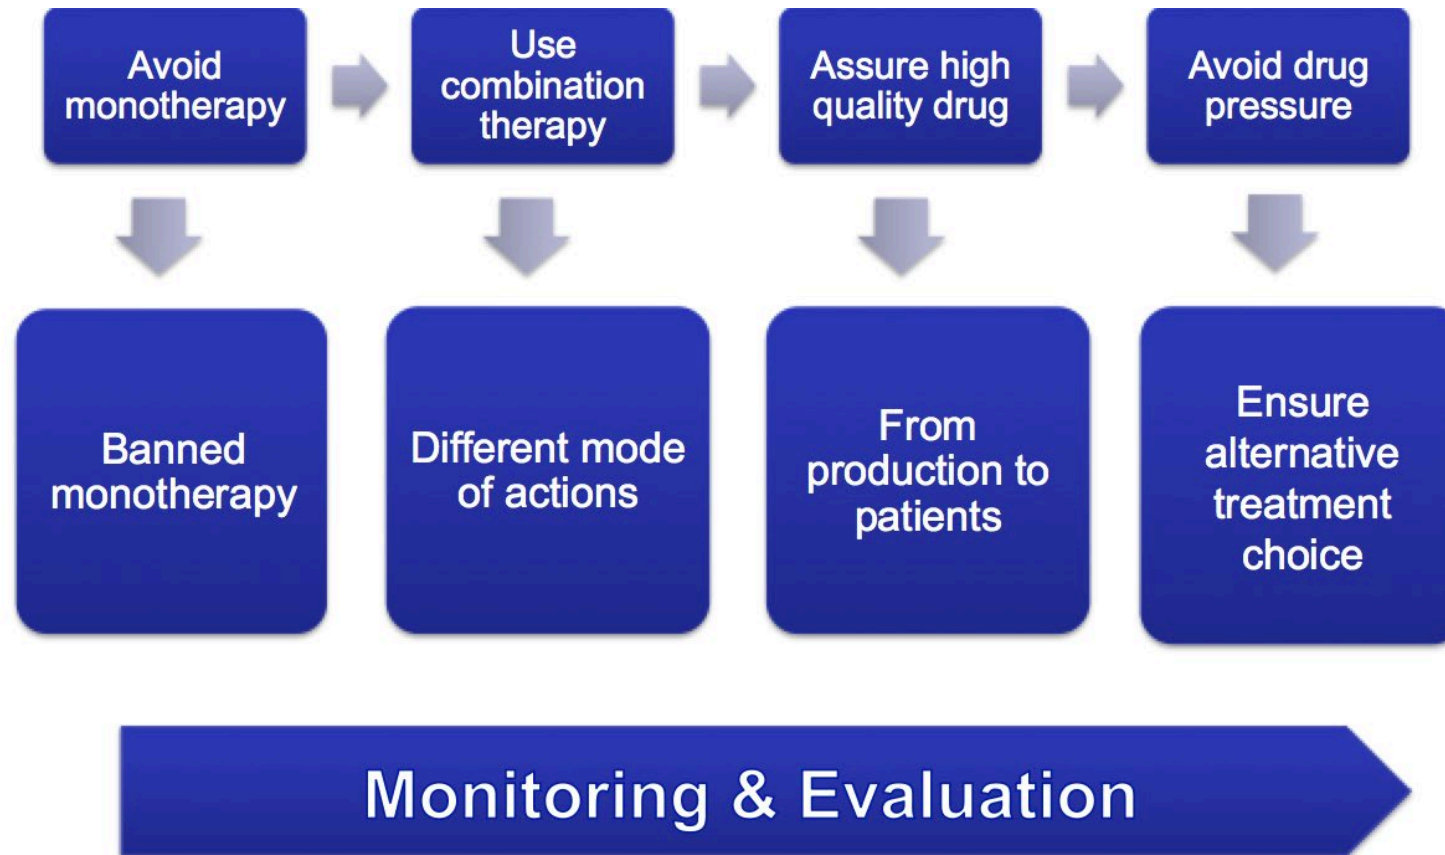 Avoid
monotherapy
Use
combination
therapy
Assure high
quality drug
Avoid drug
pressure
Banned
monotherapy
Different mode
of actions
From
production to
patients
Ensure
alternative
treatment
choice
Monitoring & Evaluation